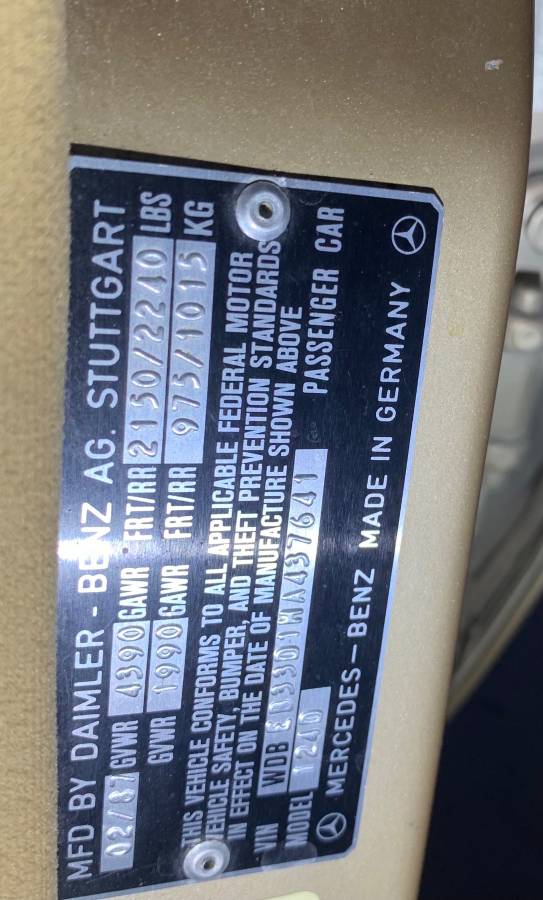 MFD BY DAIMLER - BENZ AG. STUTTGART
02/87 GVWR 4390 GAWR FRT/RR 2150/2240 LBS
GVWR 1990 GAWR FRT/RR 975/1015 KG
THIS VEHICLE CONFORMS TO ALL APPLICABLE FEDERAL MOTOR
VEHICLE SAFETY, BUMPER, AND THEFT PREVENTION STANDARDS
IN EFFECT ON THE DATE OF MANUFACTURE SHOWN ABOVE
VIN WDB EB33D1HA437641 PASSENGER CAR
MODEL 124D
MERCEDES-BENZ MADE IN GERMANY